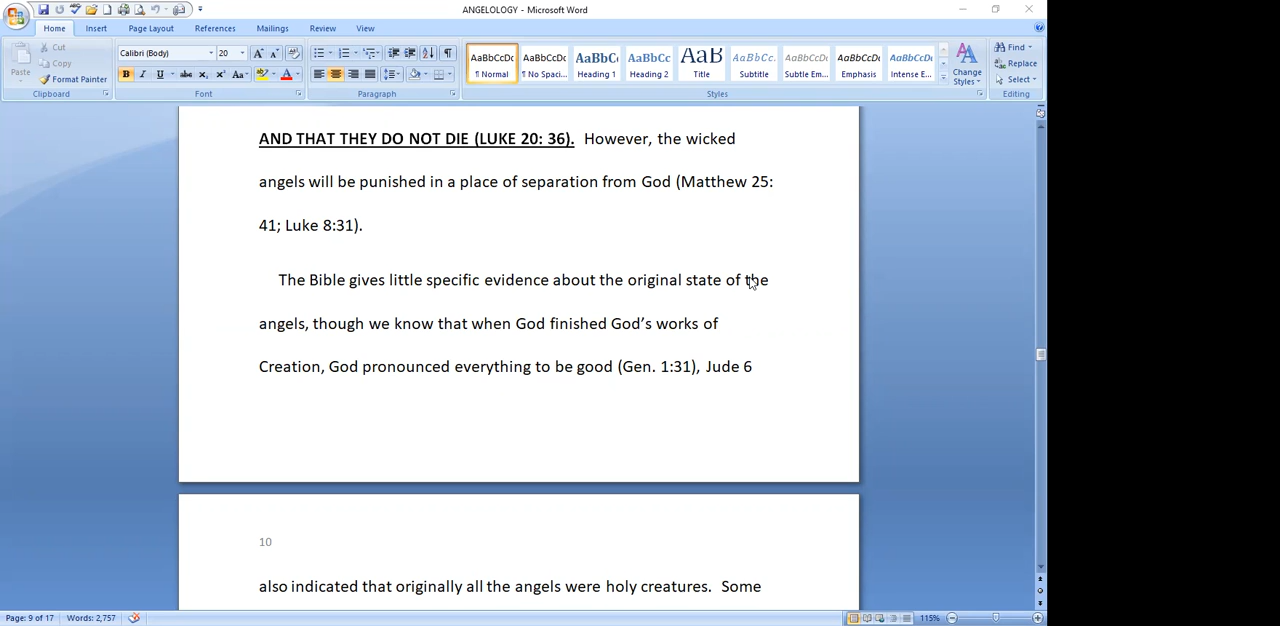 ANGELOLOGY - Microsoft Word
Home Insert Page Layout References Mailings Review View
Paste
Cut
Copy
Format Painter
Clipboard
Calibri (Body) 20
B I U abc X₂ X² Aa
Font
Paragraph
AaBbCcDc AaBbCcDc AaBbC AaBbCc AaB AaBbCc. AaBbCcDc AaBbCcDc AaBbCcDc
¶ Normal ¶ No Spaci... Heading 1 Heading 2 Title Subtitle Subtle Em... Emphasis Intense E...
Change
Styles
Styles
Find
Replace
Select
Editing
AND THAT THEY DO NOT DIE (LUKE 20: 36). However, the wicked
angels will be punished in a place of separation from God (Matthew 25:
41; Luke 8:31).
The Bible gives little specific evidence about the original state of the
angels, though we know that when God finished God’s works of
Creation, God pronounced everything to be good (Gen. 1:31), Jude 6
10
also indicated that originally all the angels were holy creatures. Some
Page: 9 of 17 Words: 2,757
115%